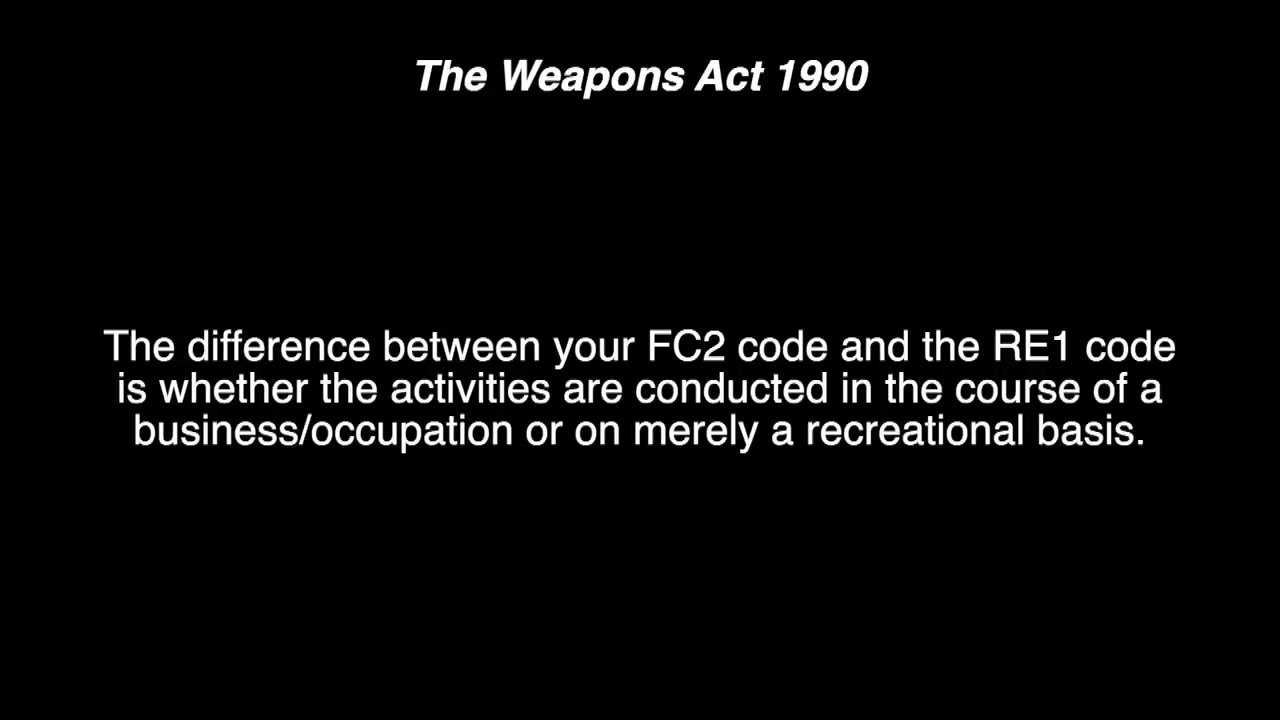 The Weapons Act 1990
The difference between your FC2 code and the RE1 code
is whether the activities are conducted in the course of a
business/occupation or on merely a recreational basis.